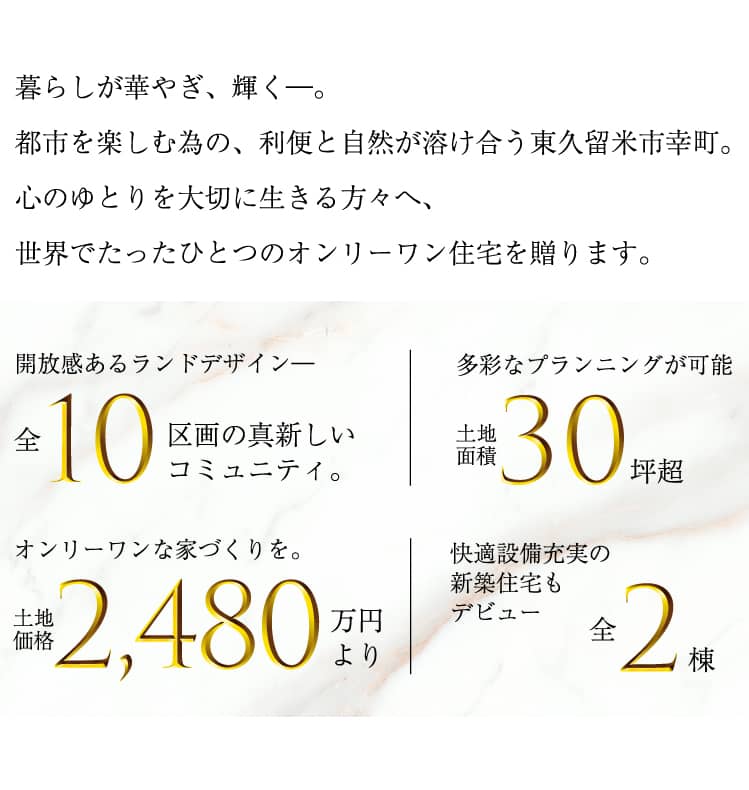 暮らしが華やぎ、輝く―。
都市を楽しむ為の、利便と自然が溶け合う東久留米市幸町。
心のゆとりを大切に生きる方々へ、
世界でたったひとつのオンリーワン住宅を贈ります。
開放感あるランドデザイン―
全10区画の真新しい
コミュニティ。
多彩なプランニングが可能
土地
面積
30坪超
オンリーワンな家づくりを。
土地
価格
2,480万円
より
快適設備充実の
新築住宅も
デビュー
全2棟